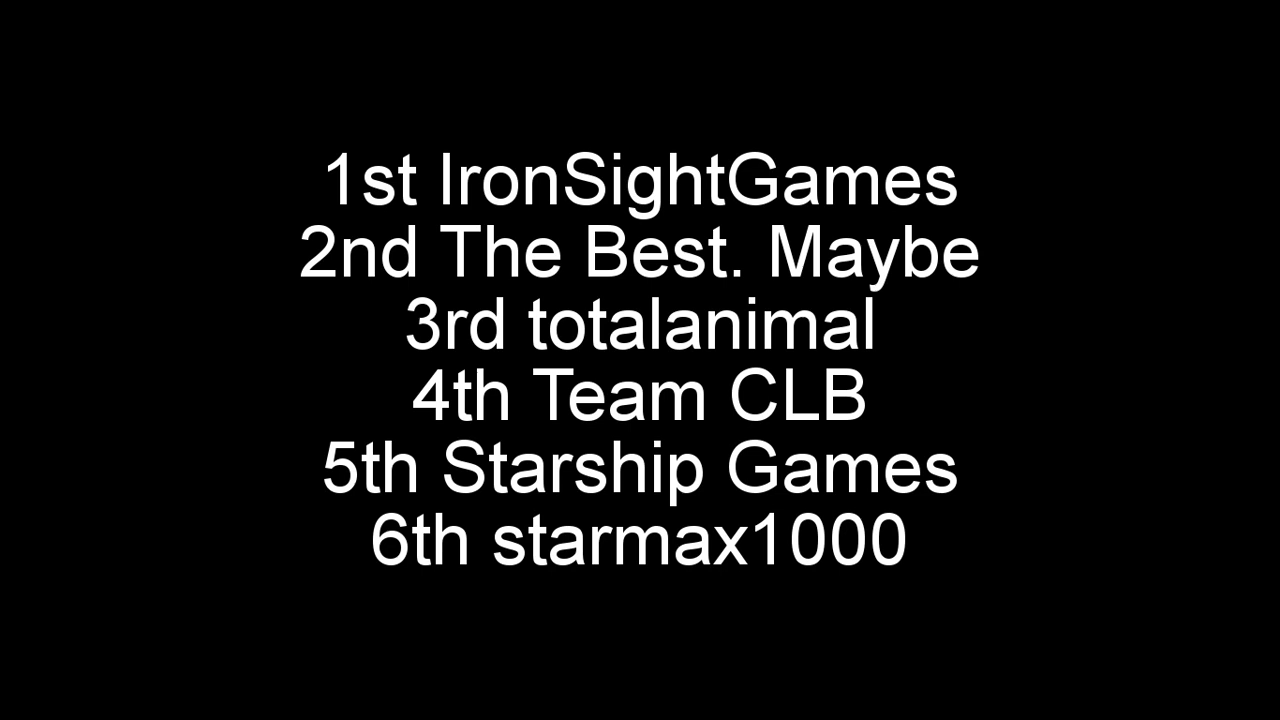 1st IronSightGames
2nd The Best. Maybe
3rd totalanimal
4th Team CLB
5th Starship Games
6th starmax1000